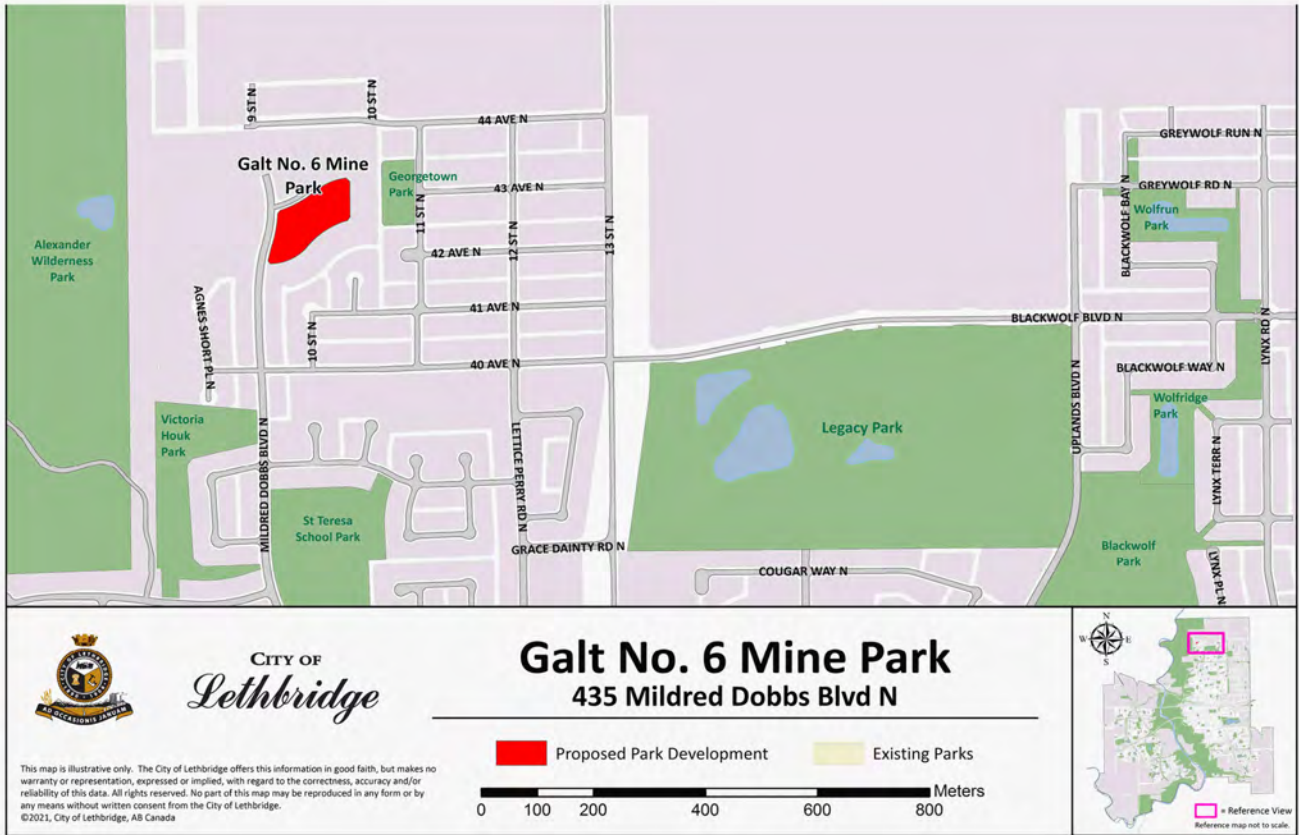 9 ST N
10 ST N
44 AVE N
GREYWOLF RUN N
Galt No. 6 Mine
Park
Georgetown
Park
43 AVE N
11 ST N
12 ST N
13 ST N
42 AVE N
BLACKWOLF BAY N
GREYWOLF RD N
Wolfrun
Park
Alexander
Wilderness
Park
AGNES SHORT PL N
10 ST N
41 AVE N
40 AVE N
BLACKWOLF BLVD N
LYNX RD N
BLACKWOLF WAY N
Wolfridge
Park
UPLANDS BLVD N
Victoria
Houk
Park
MILDRED DOBBS BLVD N
LETTICE PERRY RD N
Legacy Park
LYNX TERR N
St Teresa
School Park
GRACE DAINTY RD N
COUGAR WAY N
Blackwolf
Park
LYNX PL N
CITY OF LETHBRIDGE
AD OCCASIONIS JANUAM
CITY OF
Lethbridge
Galt No. 6 Mine Park
435 Mildred Dobbs Blvd N
Proposed Park Development
Existing Parks
0 100 200 400 600 800 Meters
This map is illustrative only. The City of Lethbridge offers this information in good faith, but makes no
warranty or representation, expressed or implied, with regard to the correctness, accuracy and/or
reliability of this data. All rights reserved. No part of this map may be reproduced in any form or by
any means without written consent from the City of Lethbridge.
©2021, City of Lethbridge, AB Canada
N
W E
S
= Reference View
Reference map not to scale.